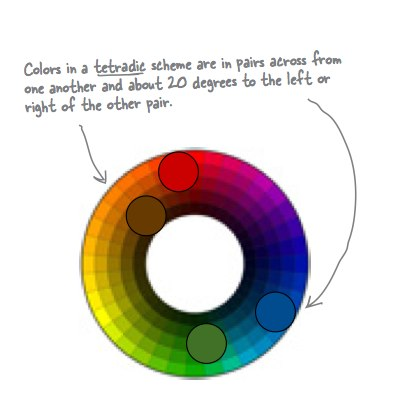 Colors in a tetradic scheme are in pairs across from
one another and about 20 degrees to the left or
right of the other pair.